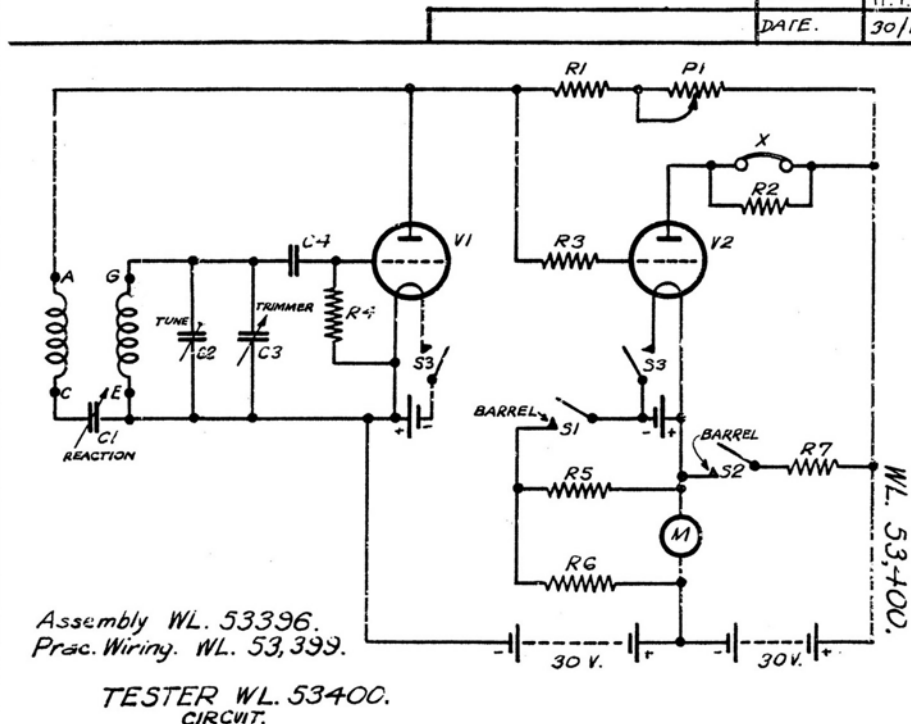 DATE.
30/
R1
P1
X
R2
V1
V2
C4
R3
A
G
TUNE
TRIMMER
R4
C2
C3
S3
S3
C
E
C1
REACTION
+
-
BARREL
S1
-
+
BARREL
S2
R7
R5
M
R6
WL. 53,400.
Assembly WL. 53396.
Prac. Wiring. WL. 53,399.
-
30 V.
+
-
30 V.
+
TESTER WL. 53400.
CIRCUIT.